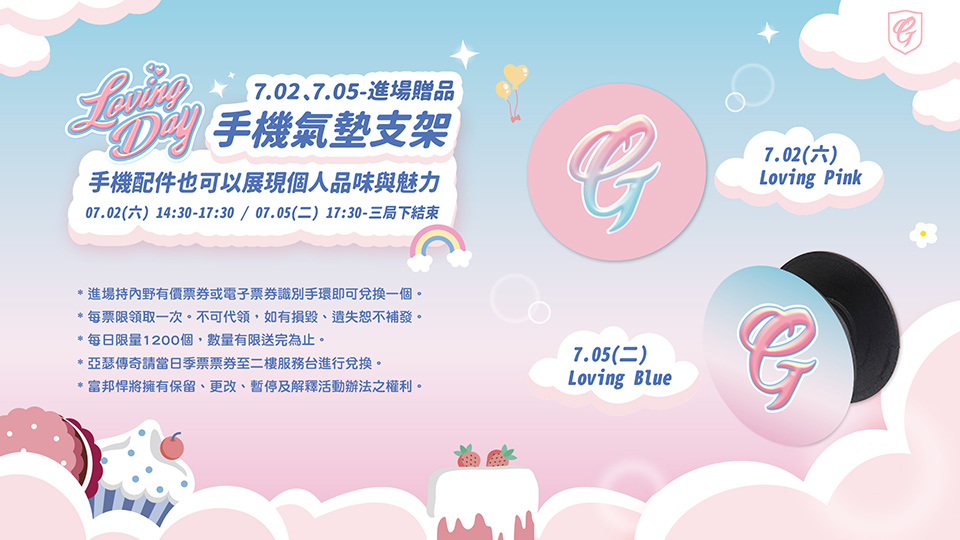 Loving
Day
7.02、7.05-進場贈品
手機氣墊支架
手機配件也可以展現個人品味與魅力
07.02(六) 14:30-17:30 / 07.05(二) 17:30-三局下結束
* 進場持內野有價票券或電子票券識別手環即可兌換一個。
* 每票限領取一次。不可代領，如有損毀、遺失恕不補發。
* 每日限量1200個，數量有限送完為止。
* 亞瑟傳奇請當日季票票券至二樓服務台進行兌換。
* 富邦悍將擁有保留、更改、暫停及解釋活動辦法之權利。
G
7.02(六)
Loving Pink
7.05(二)
Loving Blue
G
G